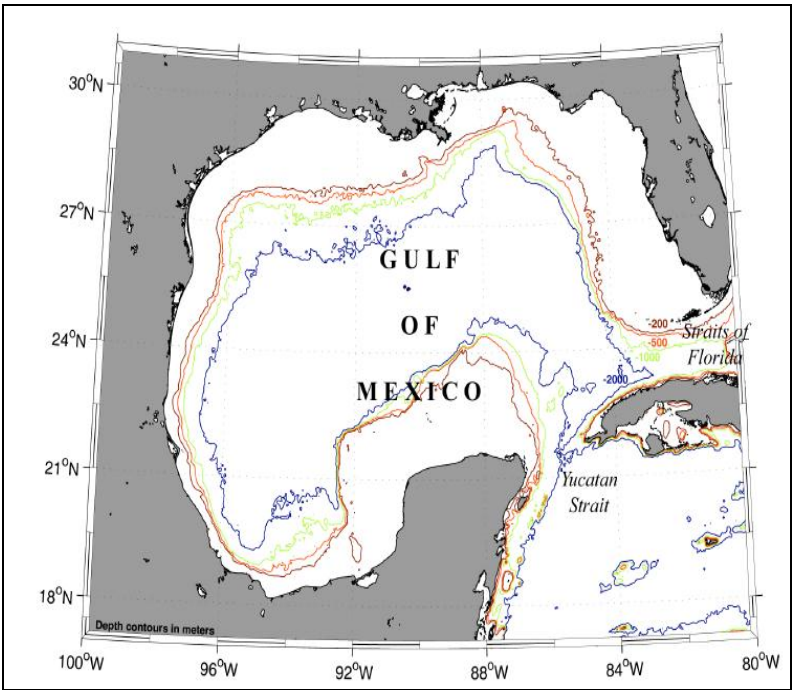 30°N
27°N
GULF
OF
-200
Straits of
24°N
-500
Florida
-1000
-2000
MEXICO
21°N
Yucatan
Strait
18°N
Depth contours in meters
100°W
96°W
92°W
88°W
84°W
80°W